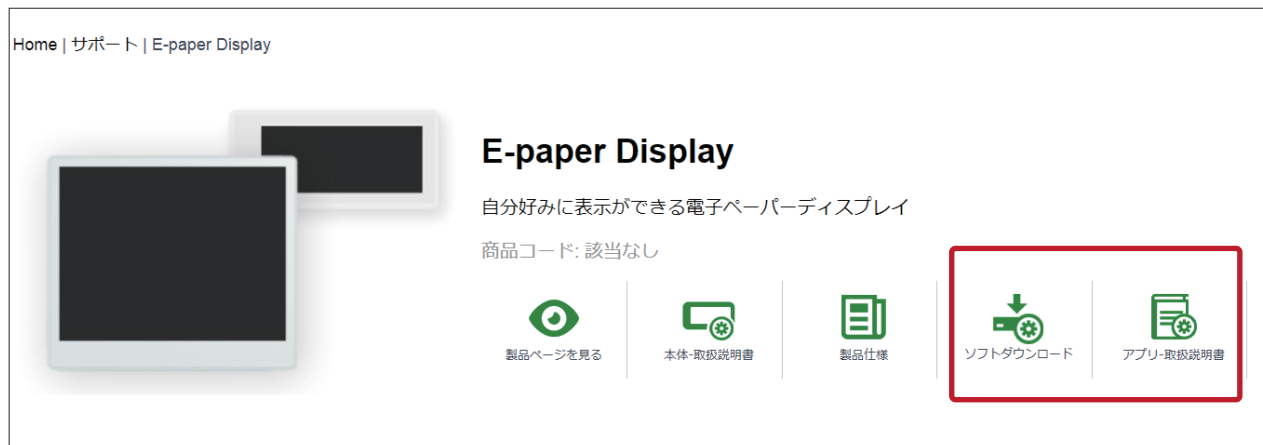 Home | サポート | E-paper Display
E-paper Display
自分好みに表示ができる電子ペーパーディスプレイ
商品コード: 該当なし
製品ページを見る
本体-取扱説明書
製品仕様
ソフトダウンロード
アプリ-取扱説明書